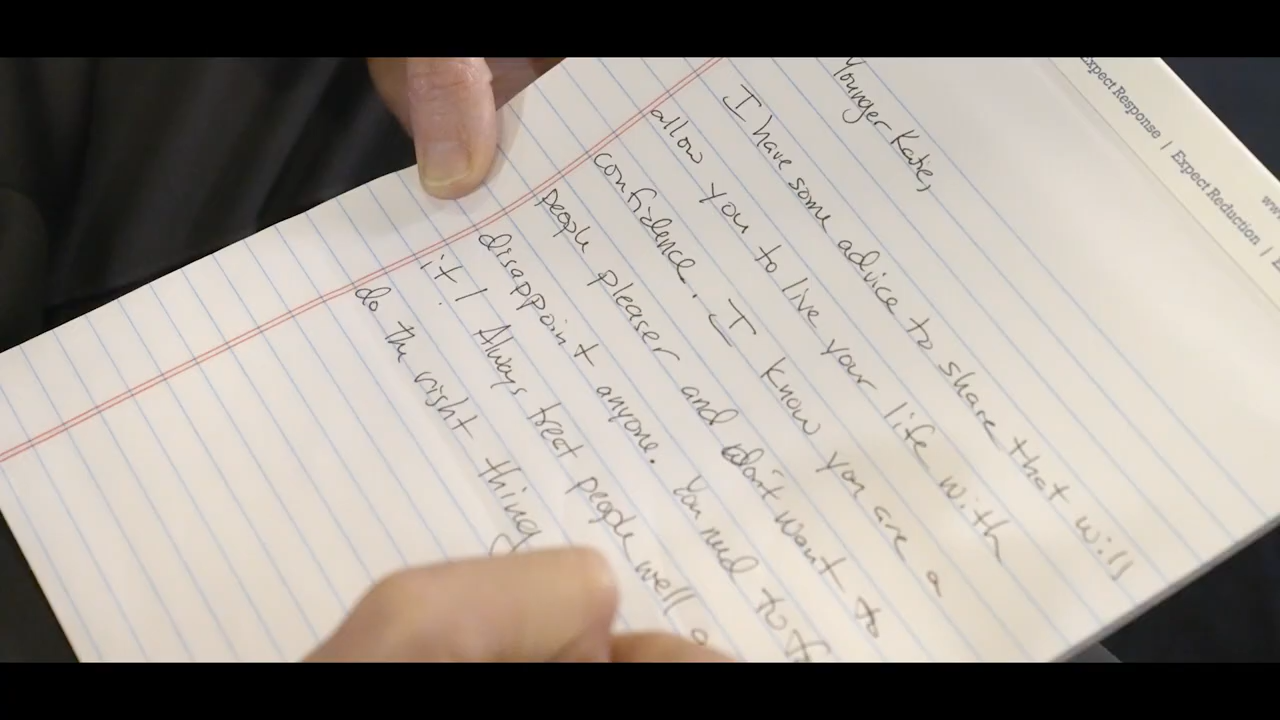 Expect Response | Expect Reduction |
www
Younger Katie,
I have some advice to share that will
allow you to live your life with
confidence. I know you are a
people pleaser and don't want to
disappoint anyone. You need to
it! Always treat people well
do the right thing